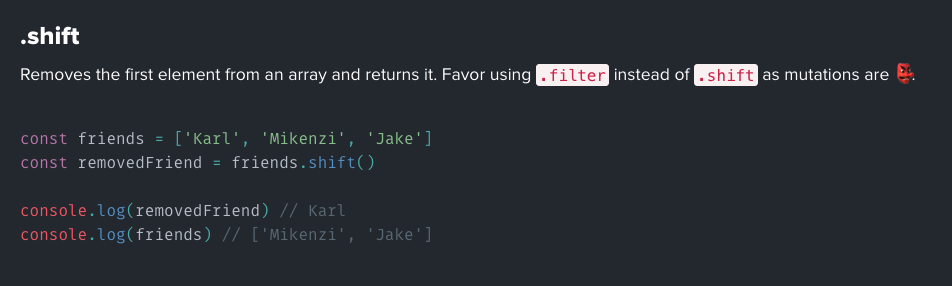 .shift
Removes the first element from an array and returns it. Favor using .filter instead of .shift as mutations are 👺.
const friends = ['Karl', 'Mikenzi', 'Jake']
const removedFriend = friends.shift()
console.log(removedFriend) // Karl
console.log(friends) // ['Mikenzi', 'Jake']